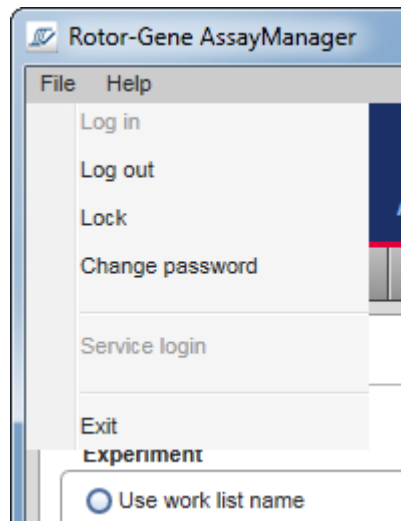 Rotor-Gene AssayManager
File Help
Log in
Log out
Lock
Change password
Service login
Exit
Experiment
Use work list name